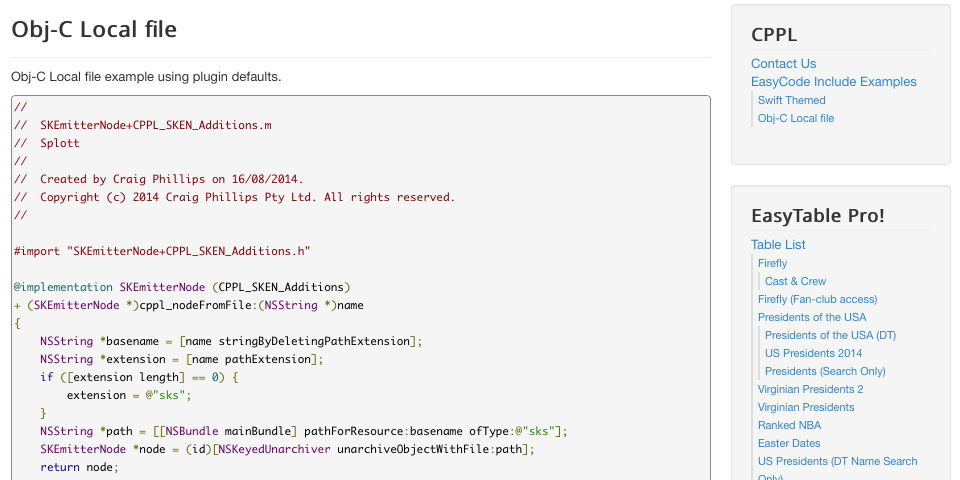 Obj-C Local file
Obj-C Local file example using plugin defaults.
//
//  SKEmitterNode+CPPL_SKEN_Additions.m
//  Splott
//
//  Created by Craig Phillips on 16/08/2014.
//  Copyright (c) 2014 Craig Phillips Pty Ltd. All rights reserved.
//
#import "SKEmitterNode+CPPL_SKEN_Additions.h"
@implementation SKEmitterNode (CPPL_SKEN_Additions)
+ (SKEmitterNode *)cppl_nodeFromFile:(NSString *)name
{
    NSString *basename = [name stringByDeletingPathExtension];
    NSString *extension = [name pathExtension];
    if ([extension length] == 0) {
        extension = @"sks";
    }
    NSString *path = [[NSBundle mainBundle] pathForResource:basename ofType:@"sks"];
    SKEmitterNode *node = (id)[NSKeyedUnarchiver unarchiveObjectWithFile:path];
    return node;
CPPL
Contact Us
EasyCode Include Examples
Swift Themed
Obj-C Local file
EasyTable Pro!
Table List
Firefly
Cast & Crew
Firefly (Fan-club access)
Presidents of the USA
Presidents of the USA (DT)
US Presidents 2014
Presidents (Search Only)
Virginian Presidents 2
Virginian Presidents
Ranked NBA
Easter Dates
US Presidents (DT Name Search
Only)